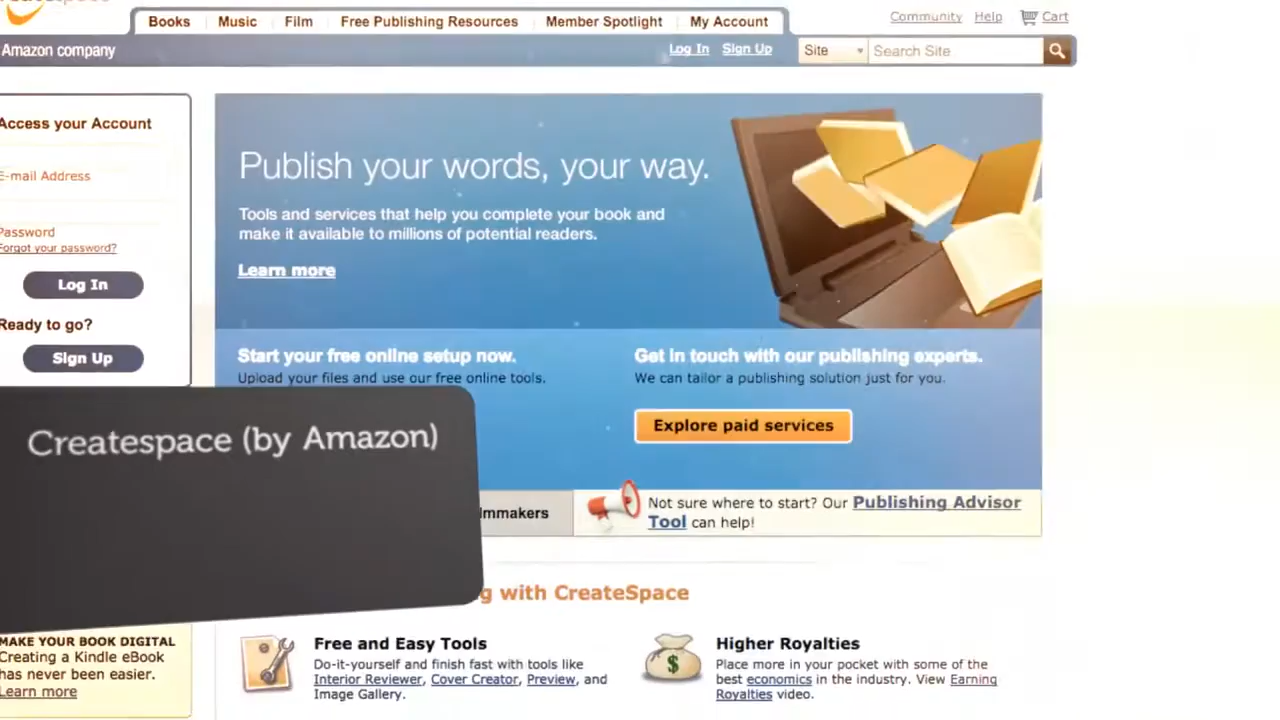 Books Music Film Free Publishing Resources Member Spotlight My Account
Community Help Cart
Amazon company
Log In Sign Up
Site Search Site
Access your Account
E-mail Address
Password
Forgot your password?
Log In
Ready to go?
Sign Up
Publish your words, your way.
Tools and services that help you complete your book and
make it available to millions of potential readers.
Learn more
Start your free online setup now.
Upload your files and use our free online tools.
Get in touch with our publishing experts.
We can tailor a publishing solution just for you.
Explore paid services
Createspace (by Amazon)
Not sure where to start? Our Publishing Advisor
Tool can help!
with CreateSpace
MAKE YOUR BOOK DIGITAL
Creating a Kindle eBook
has never been easier.
Learn more
Free and Easy Tools
Do-it-yourself and finish fast with tools like
Interior Reviewer, Cover Creator, Preview, and
Image Gallery.
Higher Royalties
Place more in your pocket with some of the
best economics in the industry. View Earning
Royalties video.